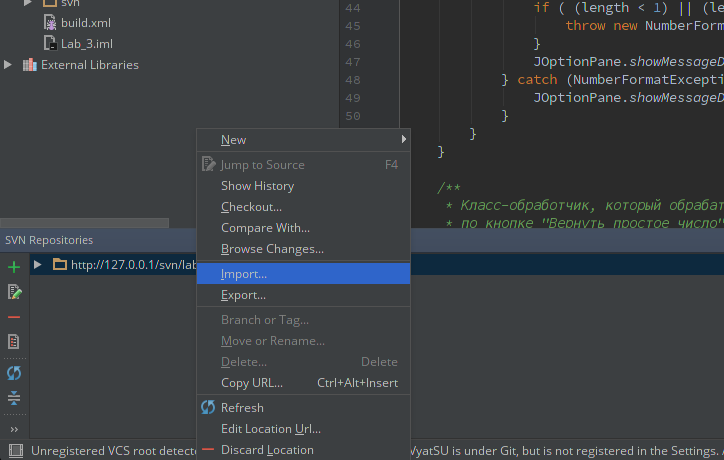 svn
build.xml
Lab_3.iml
External Libraries
44 if ( (length < 1) || (le
45 throw new NumberForm
46 }
47 JOptionPane.showMessageD
48 } catch (NumberFormatExcepti
49 JOptionPane.showMessageD
50 }
}
}
/**
* Класс-обработчик, который обрабат
* по кнопке "Вернуть простое число"
New
Jump to Source F4
Show History
Checkout...
Compare With...
Browse Changes...
Import...
Export...
Branch or Tag...
Move or Rename...
Delete... Delete
Copy URL... Ctrl+Alt+Insert
Refresh
Edit Location Url...
Discard Location
SVN Repositories
http://127.0.0.1/svn/lab
Unregistered VCS root detecte
VyatSU is under Git, but is not registered in the Settings.